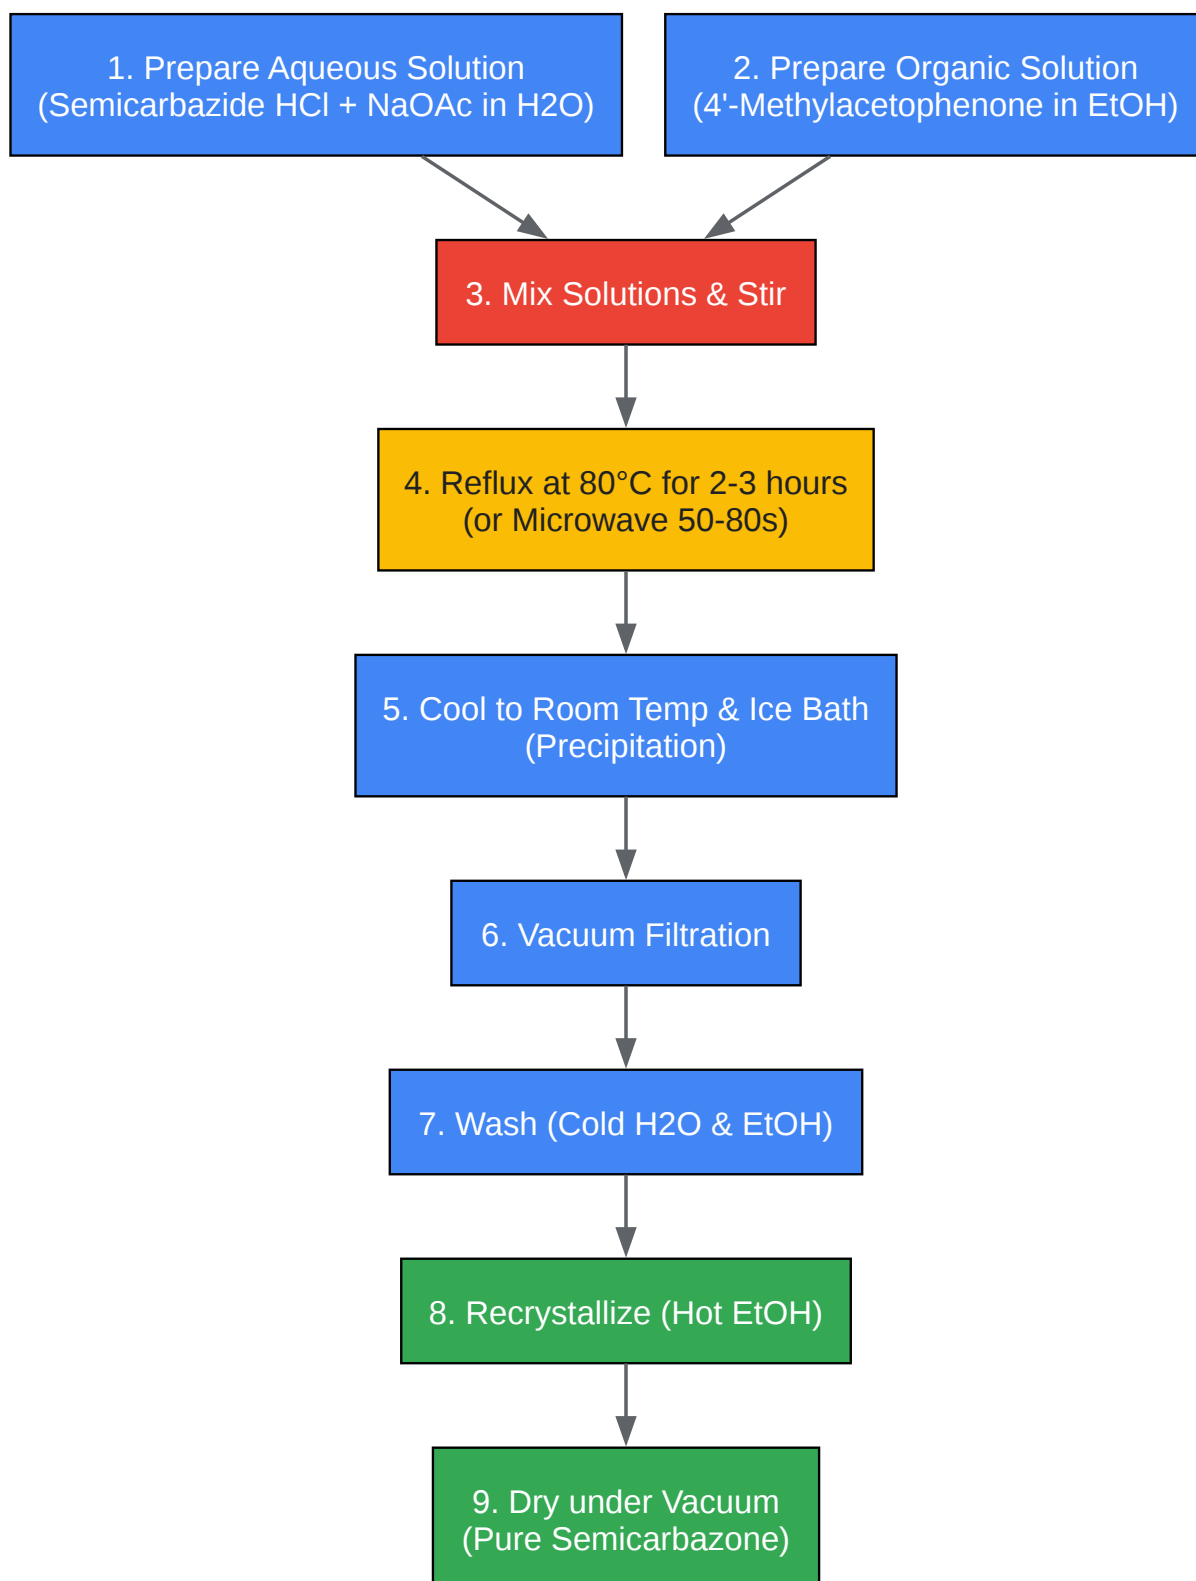 1. Prepare Aqueous Solution
(Semicarbazide HCl + NaOAc in H2O)
2. Prepare Organic Solution
(4'-Methylacetophenone in EtOH)
3. Mix Solutions & Stir
4. Reflux at 80°C for 2-3 hours
(or Microwave 50-80s)
5. Cool to Room Temp & Ice Bath
(Precipitation)
6. Vacuum Filtration
7. Wash (Cold H2O & EtOH)
8. Recrystallize (Hot EtOH)
9. Dry under Vacuum
(Pure Semicarbazone)